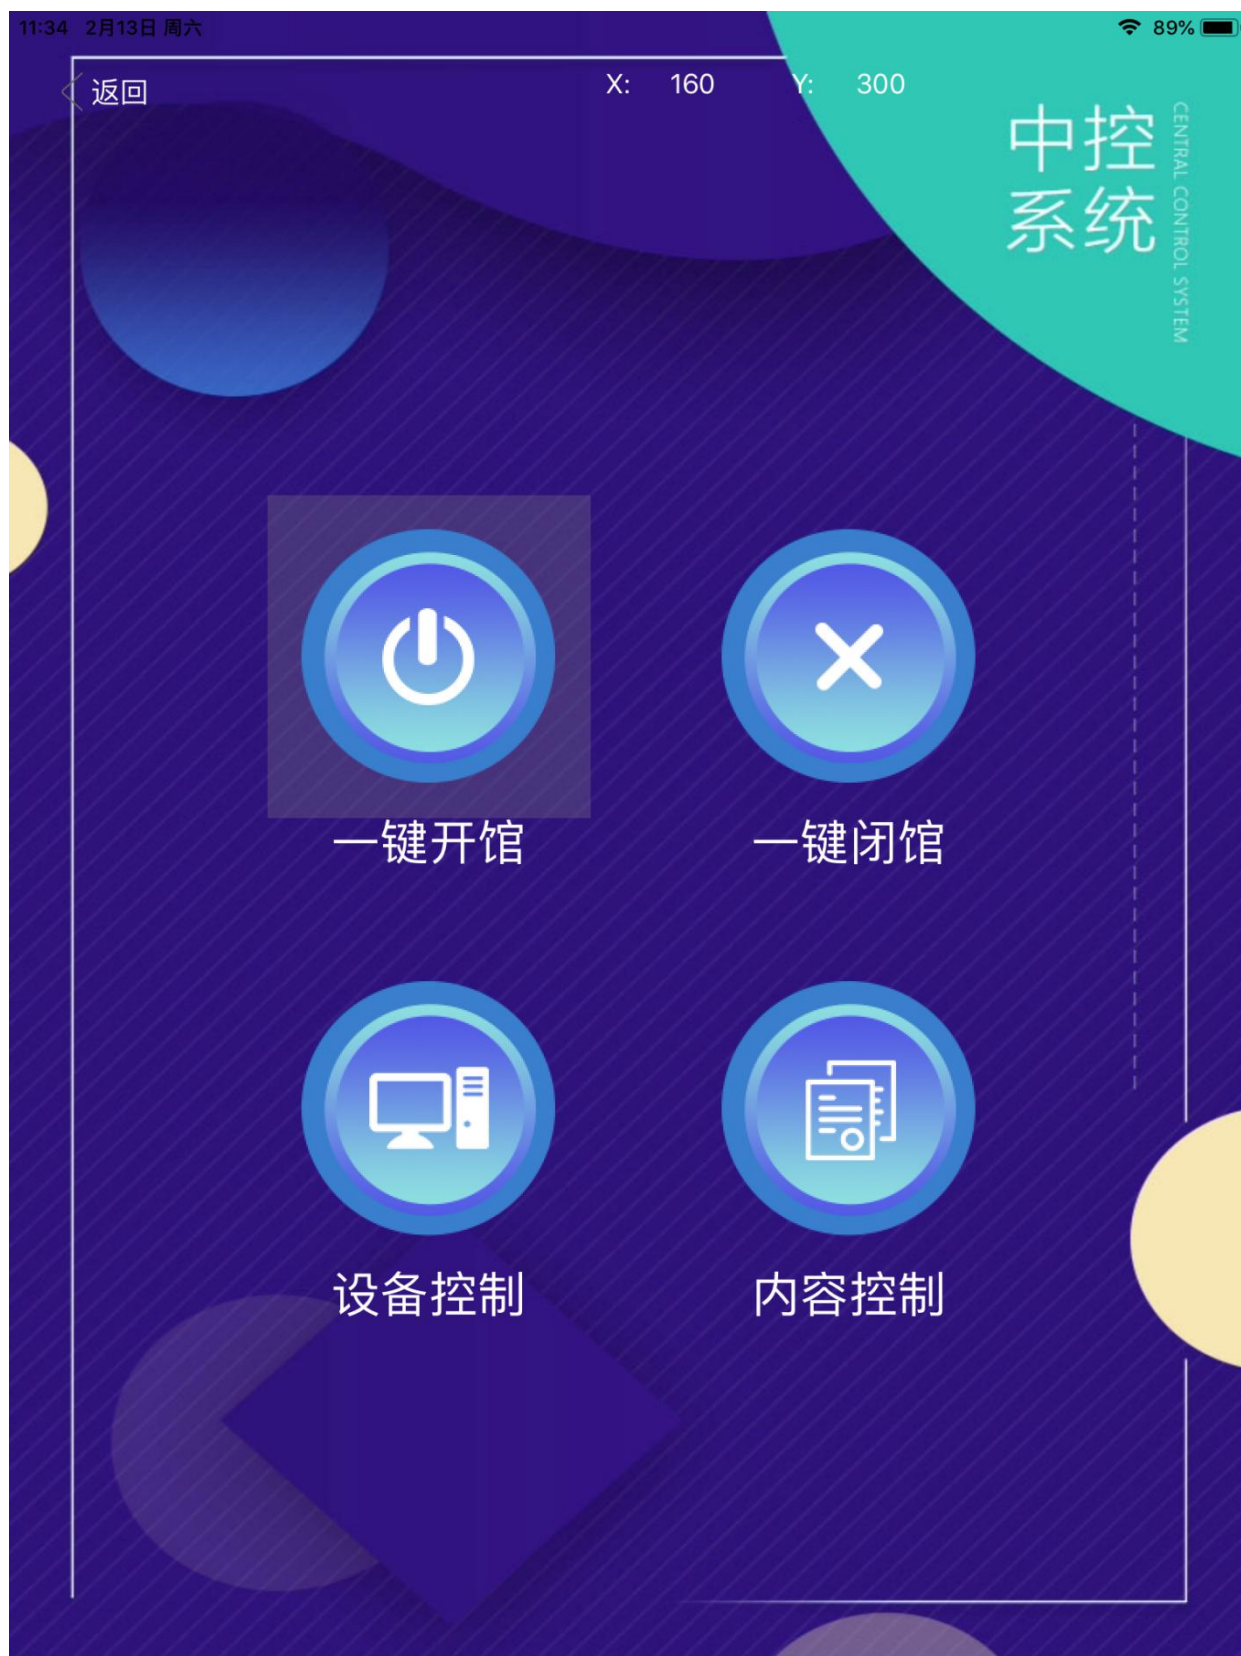 11:34 2月13日 周六
89%
返回
X: 160 Y: 300
中控
系统
CENTRAL CONTROL SYSTEM
一键开馆
一键闭馆
设备控制
内容控制